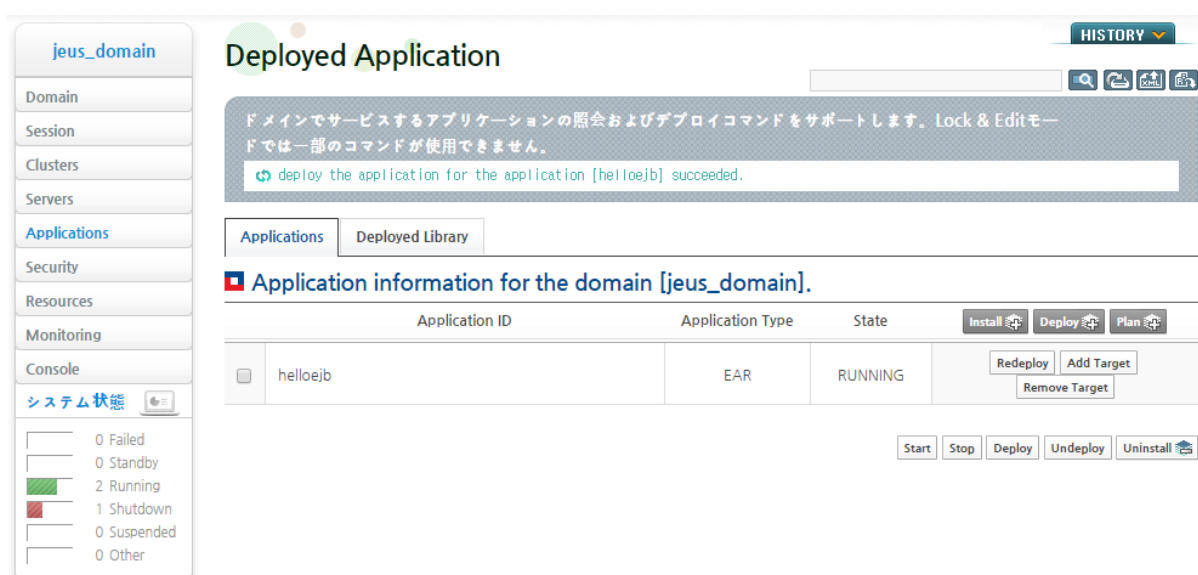 jeus_domain
Domain
Session
Clusters
Servers
Applications
Security
Resources
Monitoring
Console
システム状態
0 Failed
0 Standby
2 Running
1 Shutdown
0 Suspended
0 Other
HISTORY
Deployed Application
ドメインでサービスするアプリケーションの照会およびデプロイコマンドをサポートします。Lock & Editモー
ドでは一部のコマンドが使用できません。
deploy the application for the application [helloejb] succeeded.
Applications Deployed Library
Application information for the domain [jeus_domain].
Application ID Application Type State Install Deploy Plan
helloejb EAR RUNNING Redeploy Add Target
Remove Target
Start Stop Deploy Undeploy Uninstall